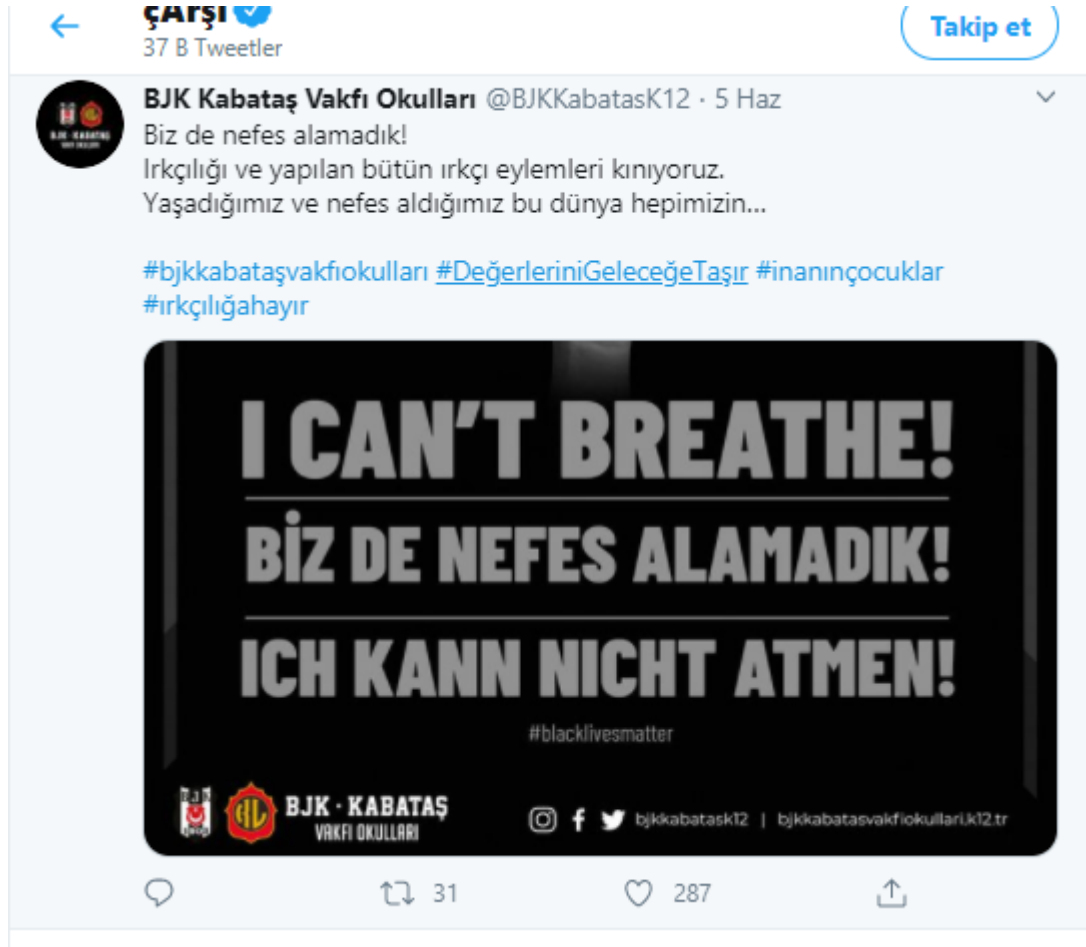 çArşı
37 B Tweetler
Takip et
BJK Kabataş Vakfı Okulları @BJKKabatasK12 · 5 Haz
Biz de nefes alamadık!
Irkçılığı ve yapılan bütün ırkçı eylemleri kınıyoruz.
Yaşadığımız ve nefes aldığımız bu dünya hepimizin...
#bjkkabataşvakfıokulları #DeğerleriniGeleceğeTaşır #inanınçocuklar
#ırkçılığahayır
I CAN'T BREATHE!
BİZ DE NEFES ALAMADIK!
ICH KANN NICHT ATMEN!
#blacklivesmatter
BJK · KABATAŞ
VAKFI OKULLARI
bjkkabatask12 | bjkkabatasvakfiokullari.k12.tr
31
287